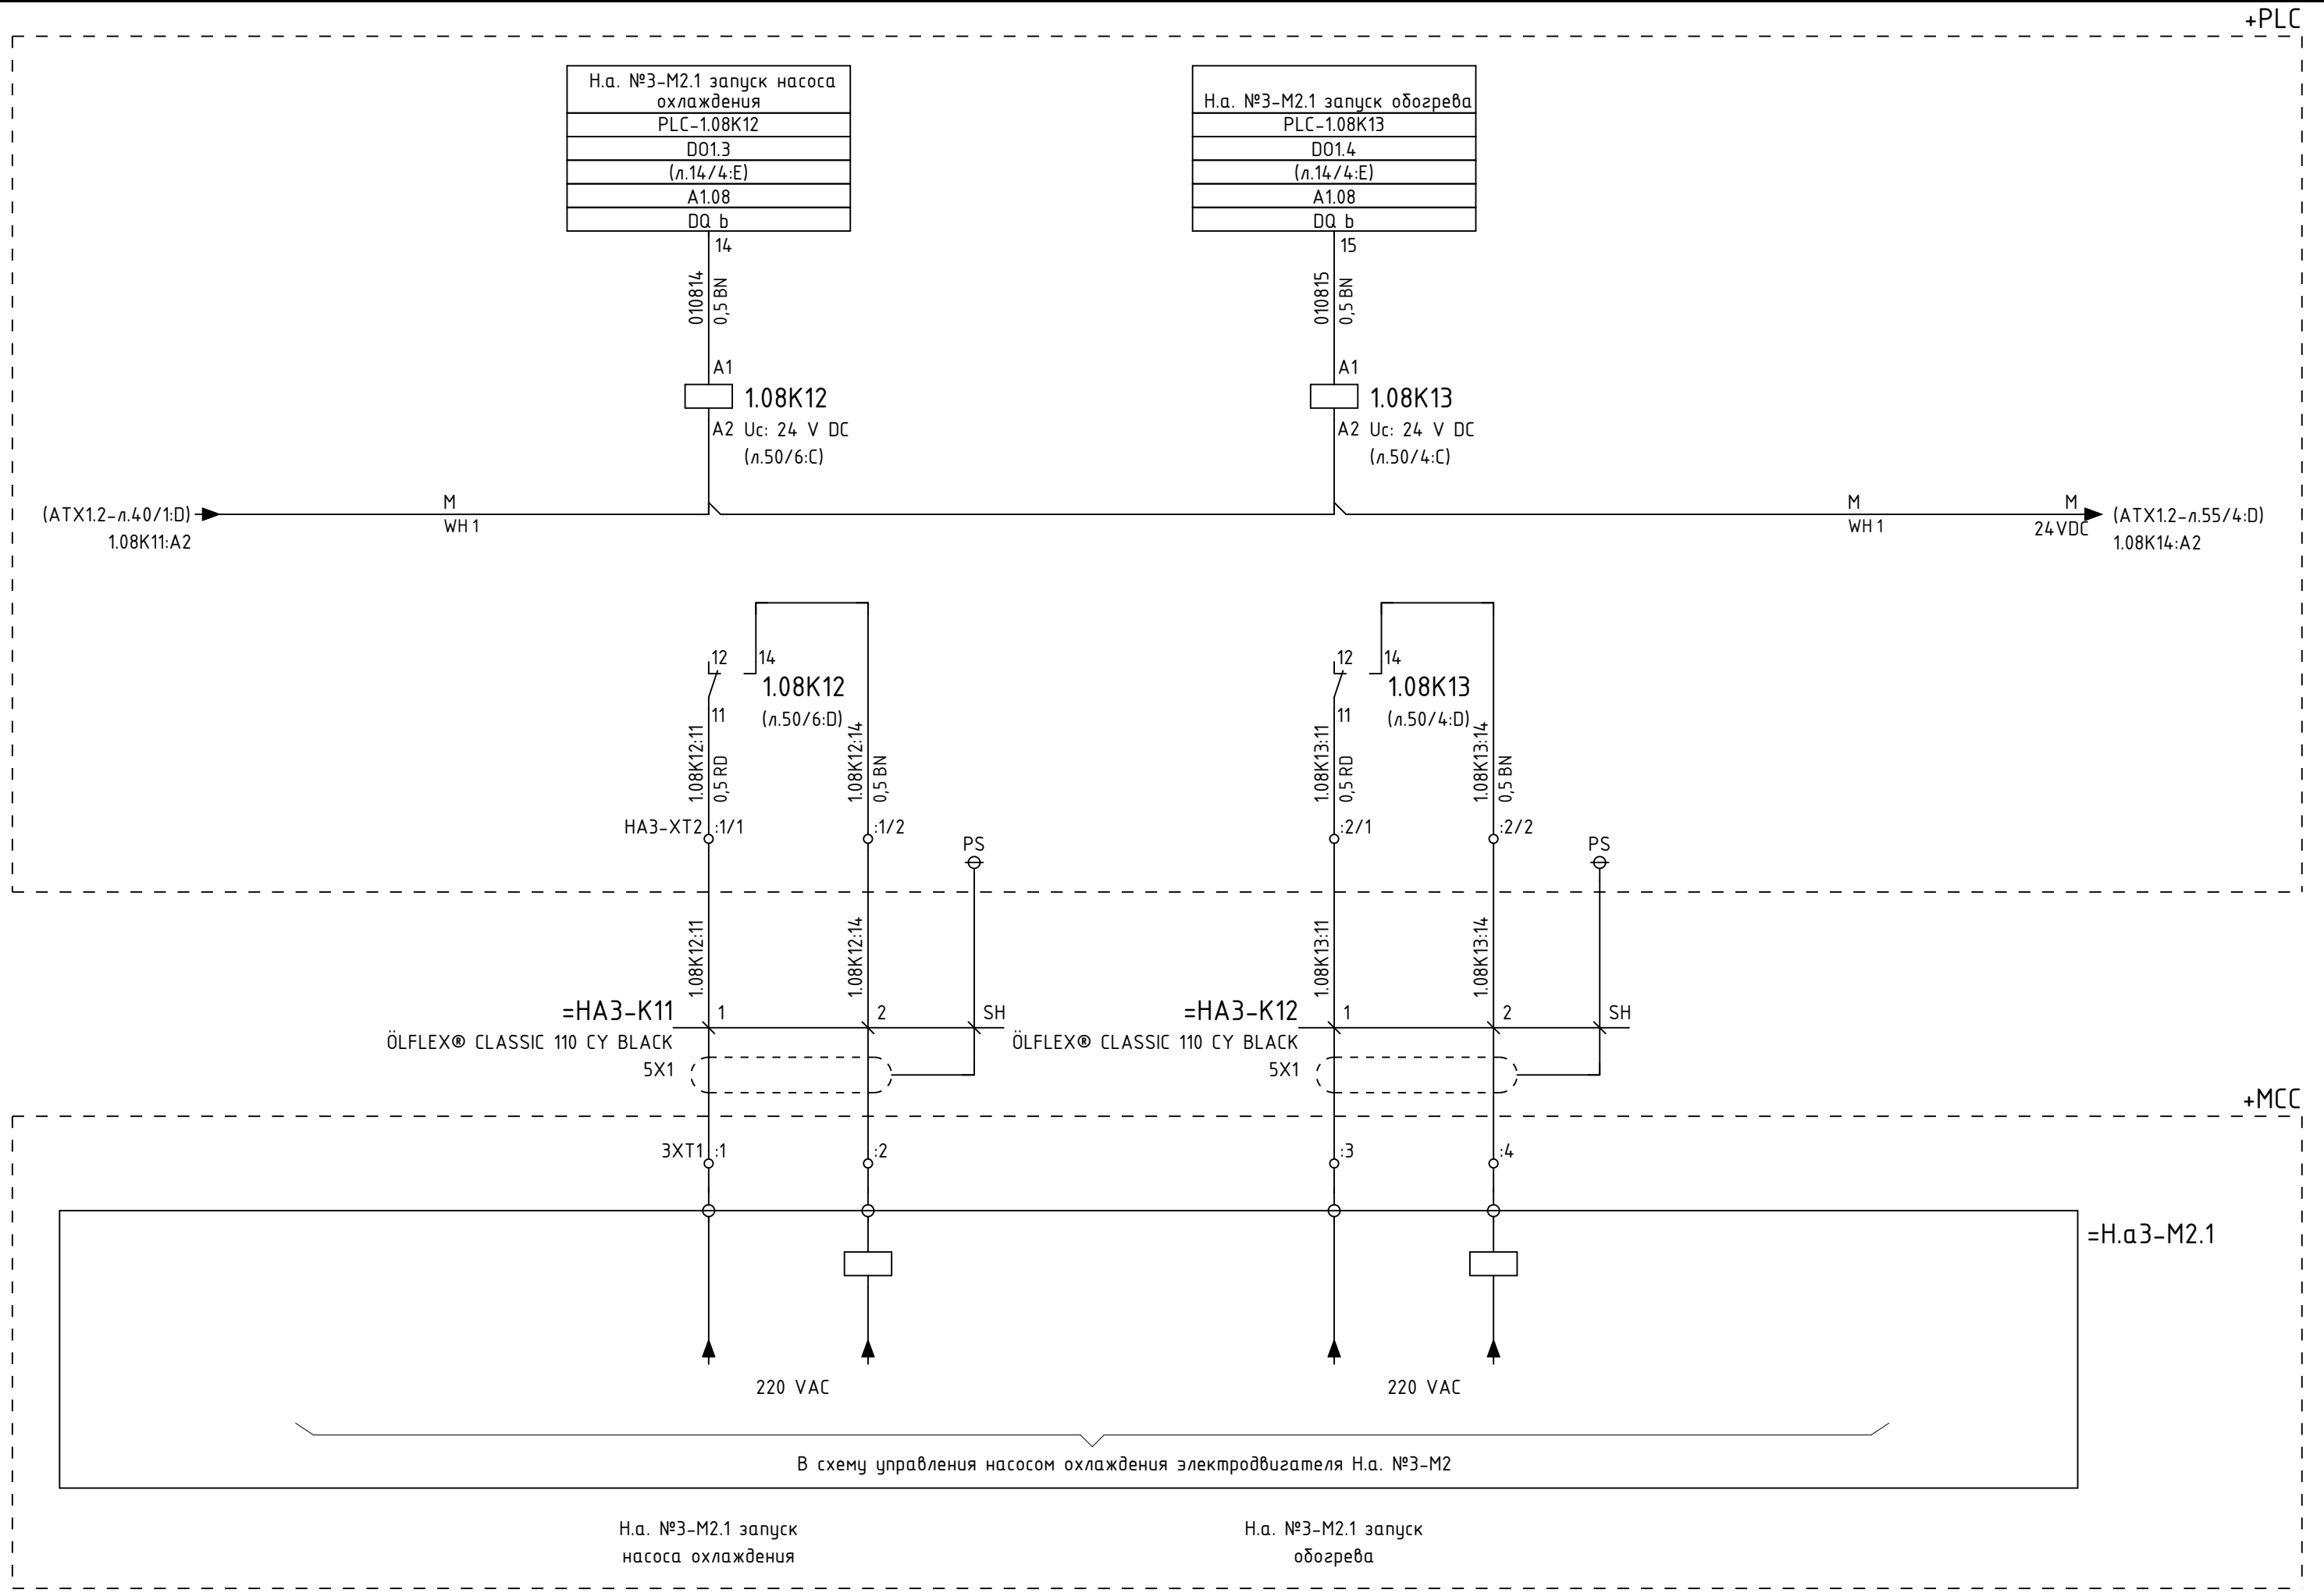 +PLC
Н.а. №3-М2.1 запуск насоса
охлаждения
PLC-1.08K12
DO1.3
(л.14/4:E)
A1.08
DQ b
14
010814
0,5 BN
A1
1.08K12
A2 Uc: 24 V DC
(л.50/6:C)
Н.а. №3-М2.1 запуск обогрева
PLC-1.08K13
DO1.4
(л.14/4:E)
A1.08
DQ b
15
010815
0,5 BN
A1
1.08K13
A2 Uc: 24 V DC
(л.50/4:C)
(ATX1.2-л.40/1:D)
1.08K11:A2
M
WH 1
M
WH 1
M
24VDC
(ATX1.2-л.55/4:D)
1.08K14:A2
12
14
1.08K12
(л.50/6:D)
11
1.08K12:11
0,5 RD
1.08K12:14
0,5 BN
HA3-XT2 :1/1
:1/2
PS
12
14
1.08K13
(л.50/4:D)
11
1.08K13:11
0,5 RD
1.08K13:14
0,5 BN
:2/1
:2/2
PS
1.08K12:11
1.08K12:14
=HA3-K11
1
2
SH
ÖLFLEX® CLASSIC 110 CY BLACK
5X1
1.08K13:11
1.08K13:14
=HA3-K12
1
2
SH
ÖLFLEX® CLASSIC 110 CY BLACK
5X1
+MCC
3XT1 :1
:2
:3
:4
=Н.а3-М2.1
220 VAC
220 VAC
В схему управления насосом охлаждения электродвигателя Н.а. №3-М2
Н.а. №3-М2.1 запуск
насоса охлаждения
Н.а. №3-М2.1 запуск
обогрева